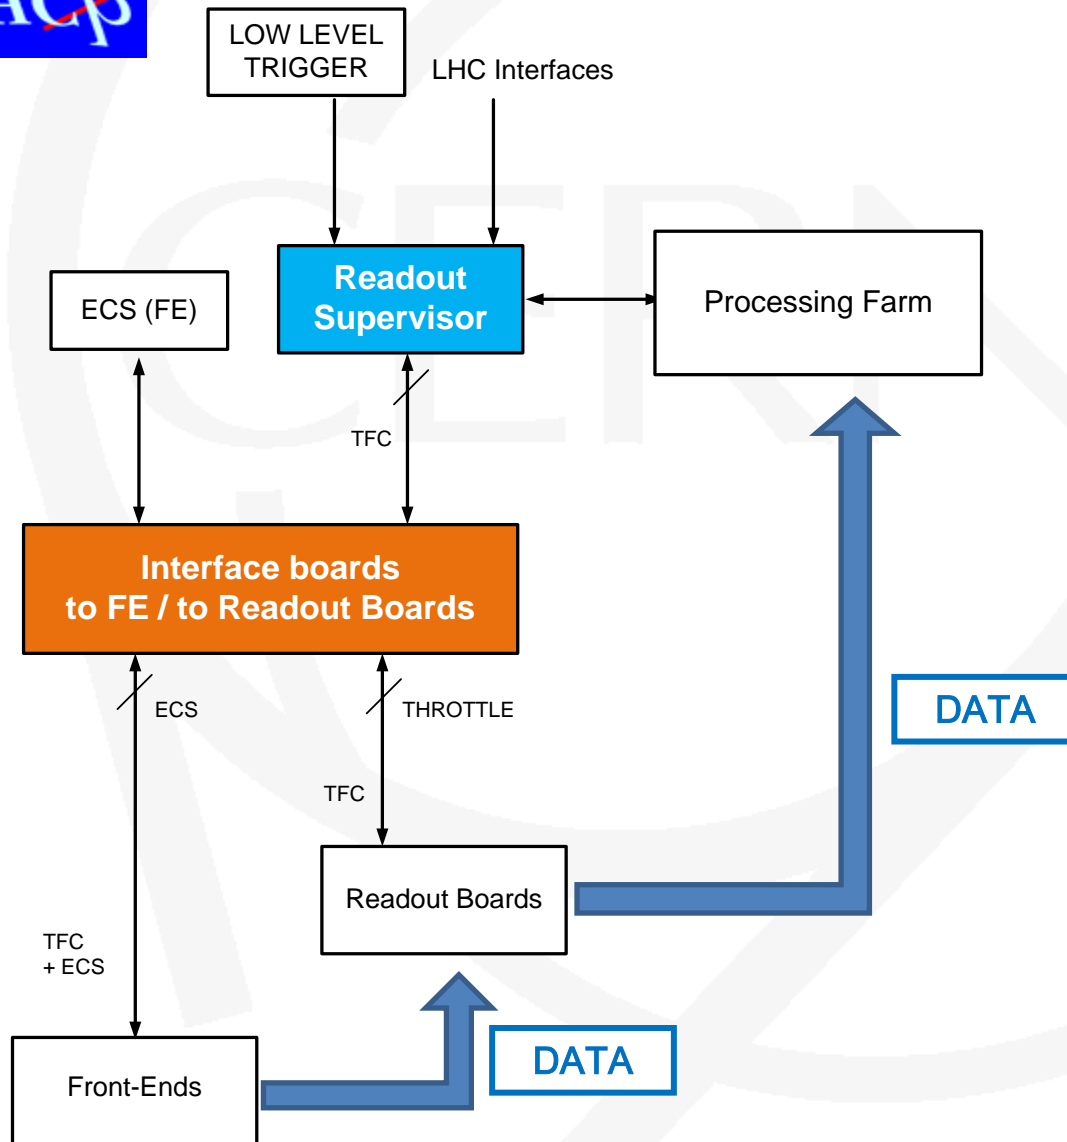 LOW LEVEL
TRIGGER
LHC Interfaces
Readout
Supervisor
Processing Farm
ECS (FE)
TFC
Interface boards
to FE / to Readout Boards
ECS
THROTTLE
DATA
TFC
Readout Boards
TFC
+ ECS
DATA
Front-Ends
CERN